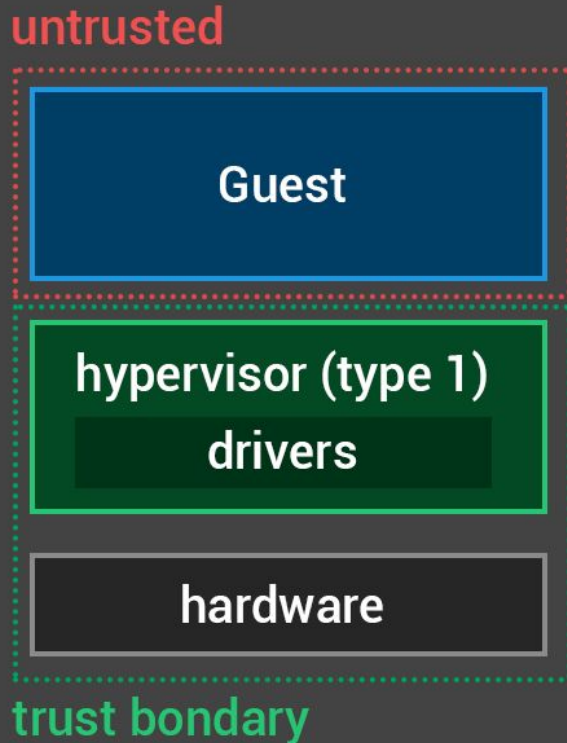 untrusted
Guest
hypervisor (type 1)
drivers
hardware
trust bondary